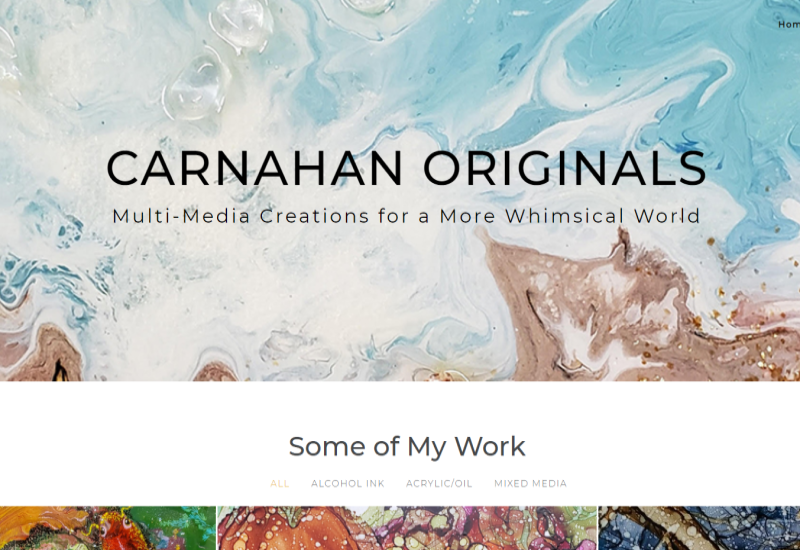 Hom
CARNAHAN ORIGINALS
Multi-Media Creations for a More Whimsical World
Some of My Work
ALL ALCOHOL INK ACRYLIC/OIL MIXED MEDIA